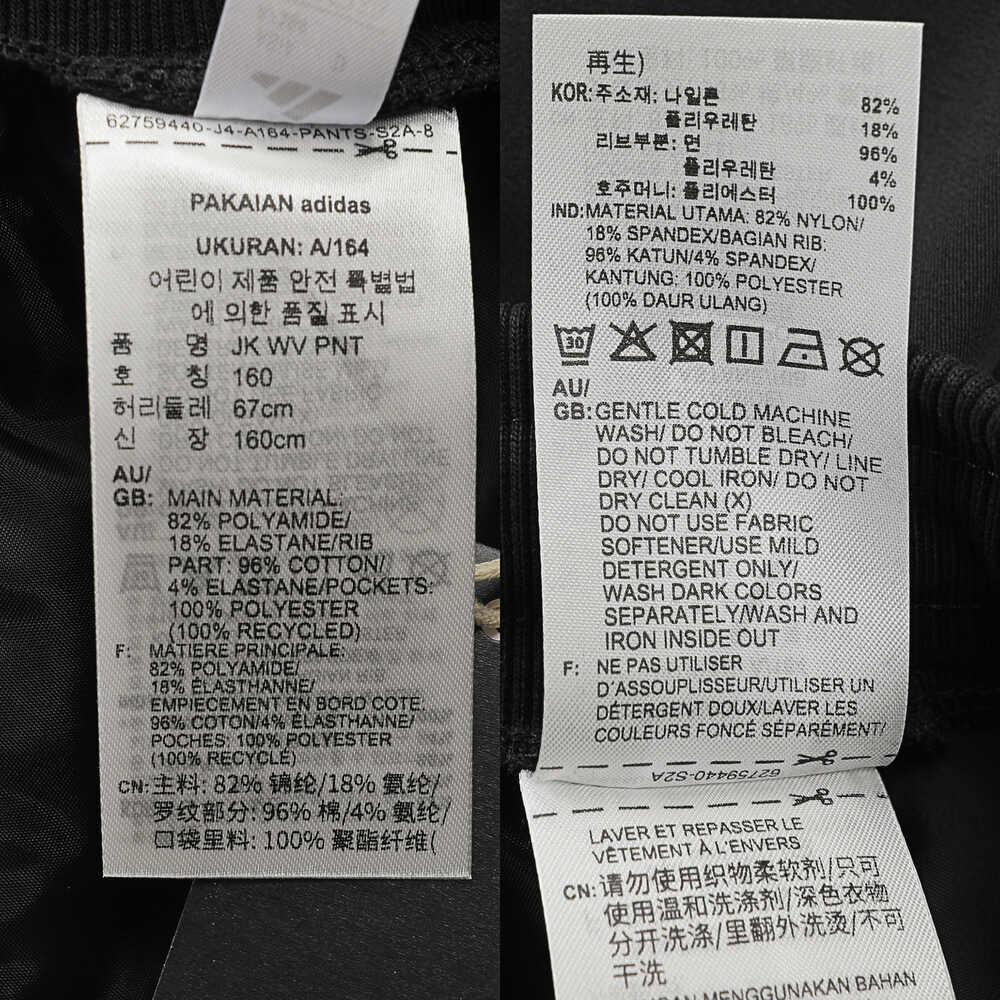 62759440-J4-A164-PANTS-S2A-8
PAKAIAN adidas
UKURAN: A/164
어린이 제품 안전 특별법
에 의한 품질 표시
품 명 JK WV PNT
호 칭 160
허리둘레 67cm
신 장 160cm
AU/
GB: MAIN MATERIAL:
82% POLYAMIDE/
18% ELASTANE/RIB
PART: 96% COTTON/
4% ELASTANE/POCKETS:
100% POLYESTER
(100% RECYCLED)
F: MATIÈRE PRINCIPALE:
82% POLYAMIDE/
18% ÉLASTHANNE/
EMPIECEMENT EN BORD COTE:
96% COTON/4% ÉLASTHANNE/
POCHES: 100% POLYESTER
(100% RECYCLÉ)
CN: 主料: 82% 锦纶/18% 氨纶/
罗纹部分: 96% 棉/4% 氨纶/
口袋里料: 100% 聚酯纤维(
再生)
KOR: 주소재: 나일론 82%
폴리우레탄 18%
리브부분: 면 96%
폴리우레탄 4%
호주머니: 폴리에스터 100%
IND: MATERIAL UTAMA: 82% NYLON/
18% SPANDEX/BAGIAN RIB:
96% KATUN/4% SPANDEX/
KANTUNG: 100% POLYESTER
(100% DAUR ULANG)
30
AU/
GB: GENTLE COLD MACHINE
WASH/ DO NOT BLEACH/
DO NOT TUMBLE DRY/ LINE
DRY/ COOL IRON/ DO NOT
DRY CLEAN (X)
DO NOT USE FABRIC
SOFTENER/USE MILD
DETERGENT ONLY/
WASH DARK COLORS
SEPARATELY/WASH AND
IRON INSIDE OUT
F: NE PAS UTILISER
D'ASSOUPLISSEUR/UTILISER UN
DÉTERGENT DOUX/LAVER LES
COULEURS FONCÉ SÉPARÉMENT/
62759440-S2A
LAVER ET REPASSER LE
VÊTEMENT À L'ENVERS
CN: 请勿使用织物柔软剂/只可
使用温和洗涤剂/深色衣物
分开洗涤/里翻外洗烫/不可
干洗
MENGGUNAKAN BAHAN